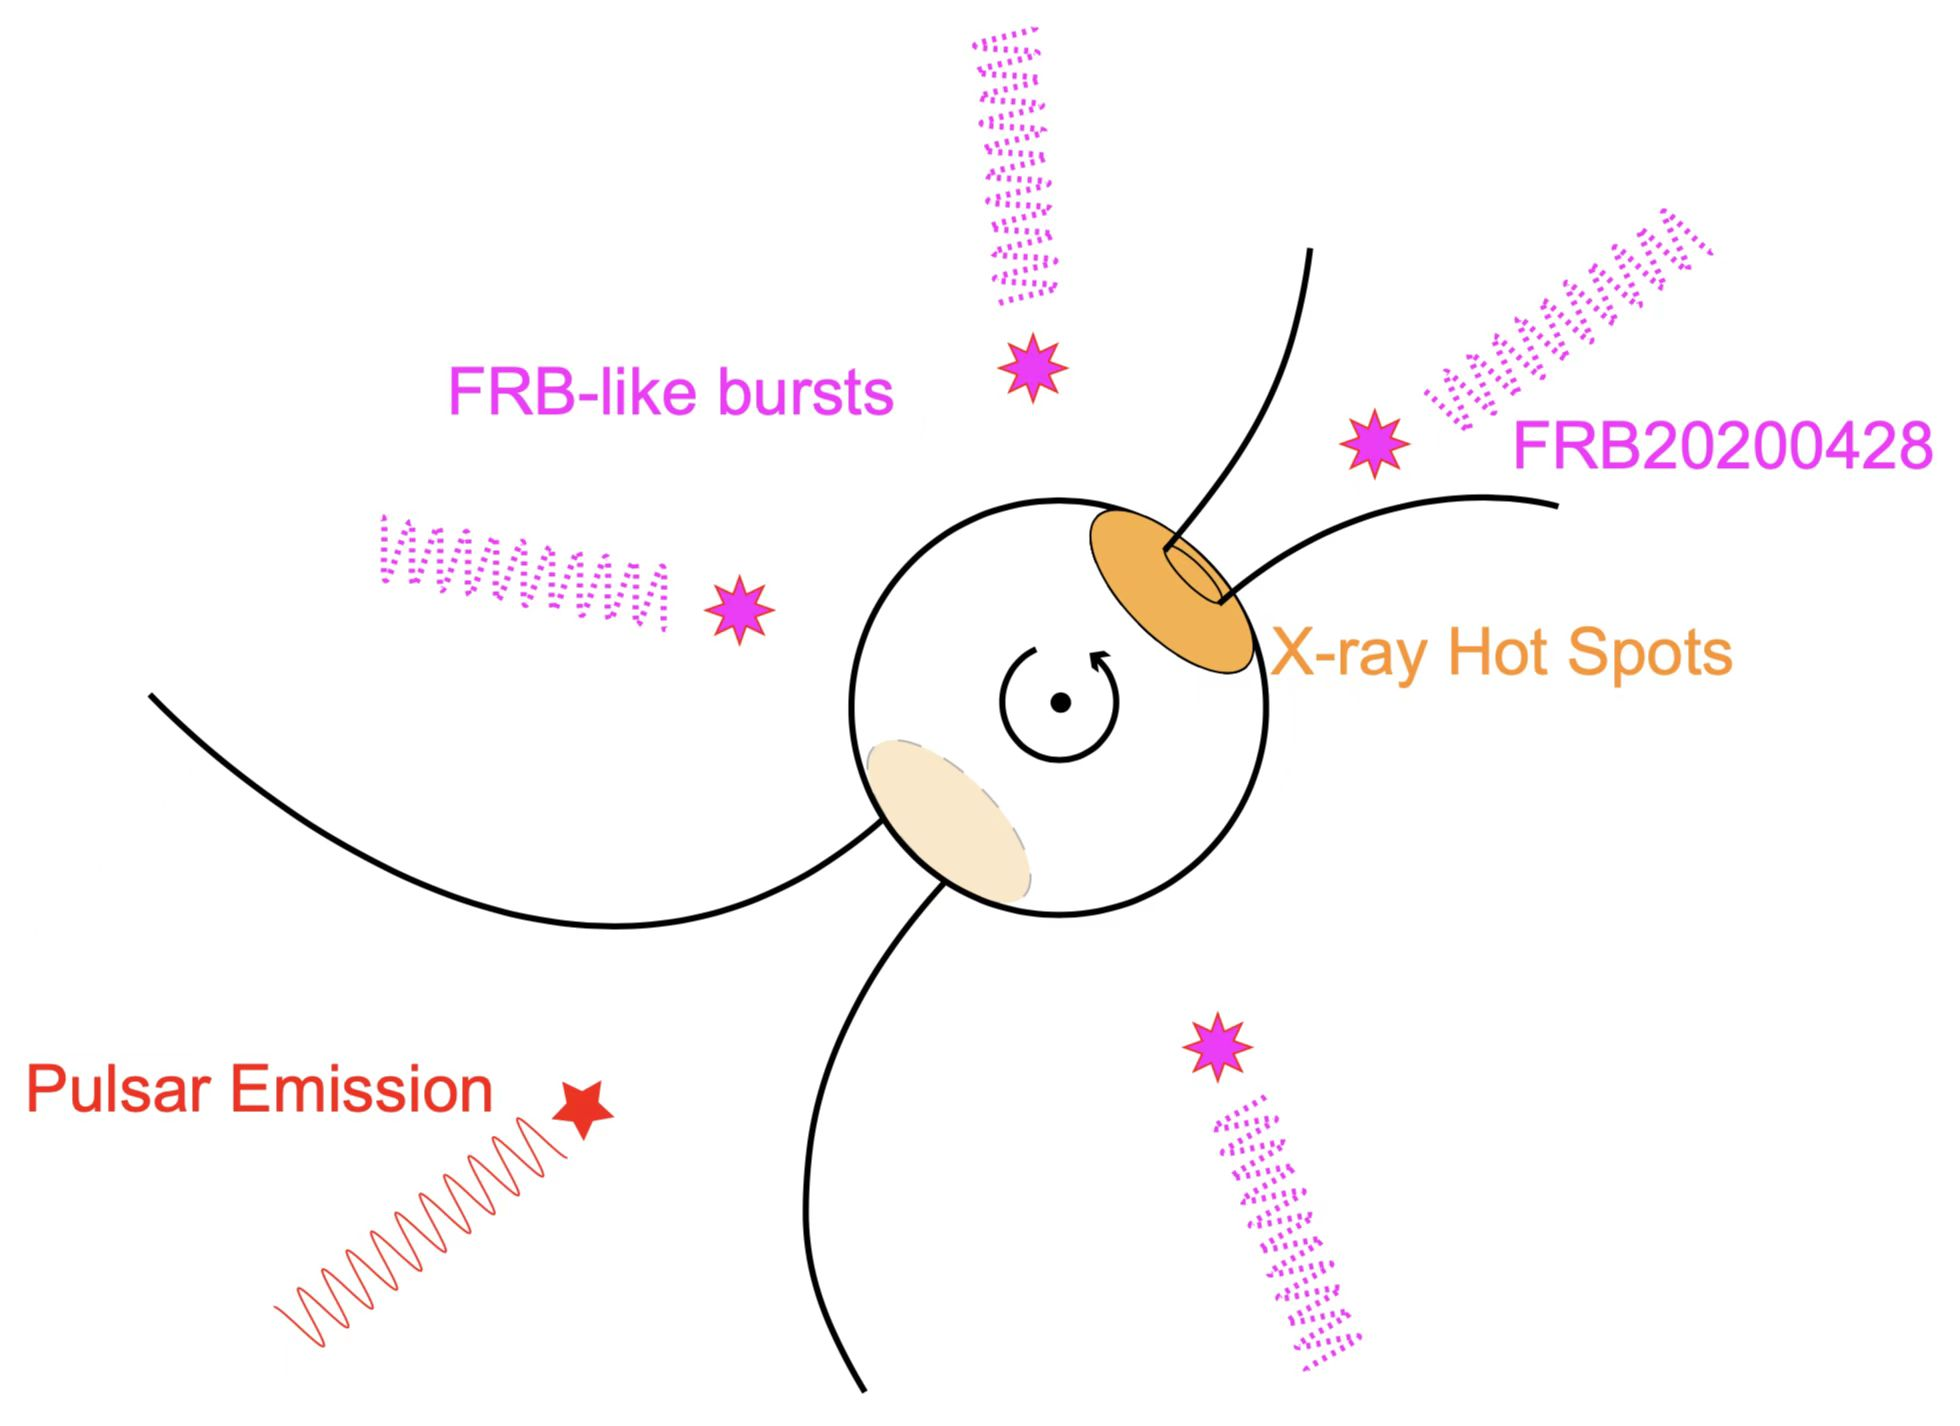 FRB-like bursts
FRB20200428
X-ray Hot Spots
Pulsar Emission